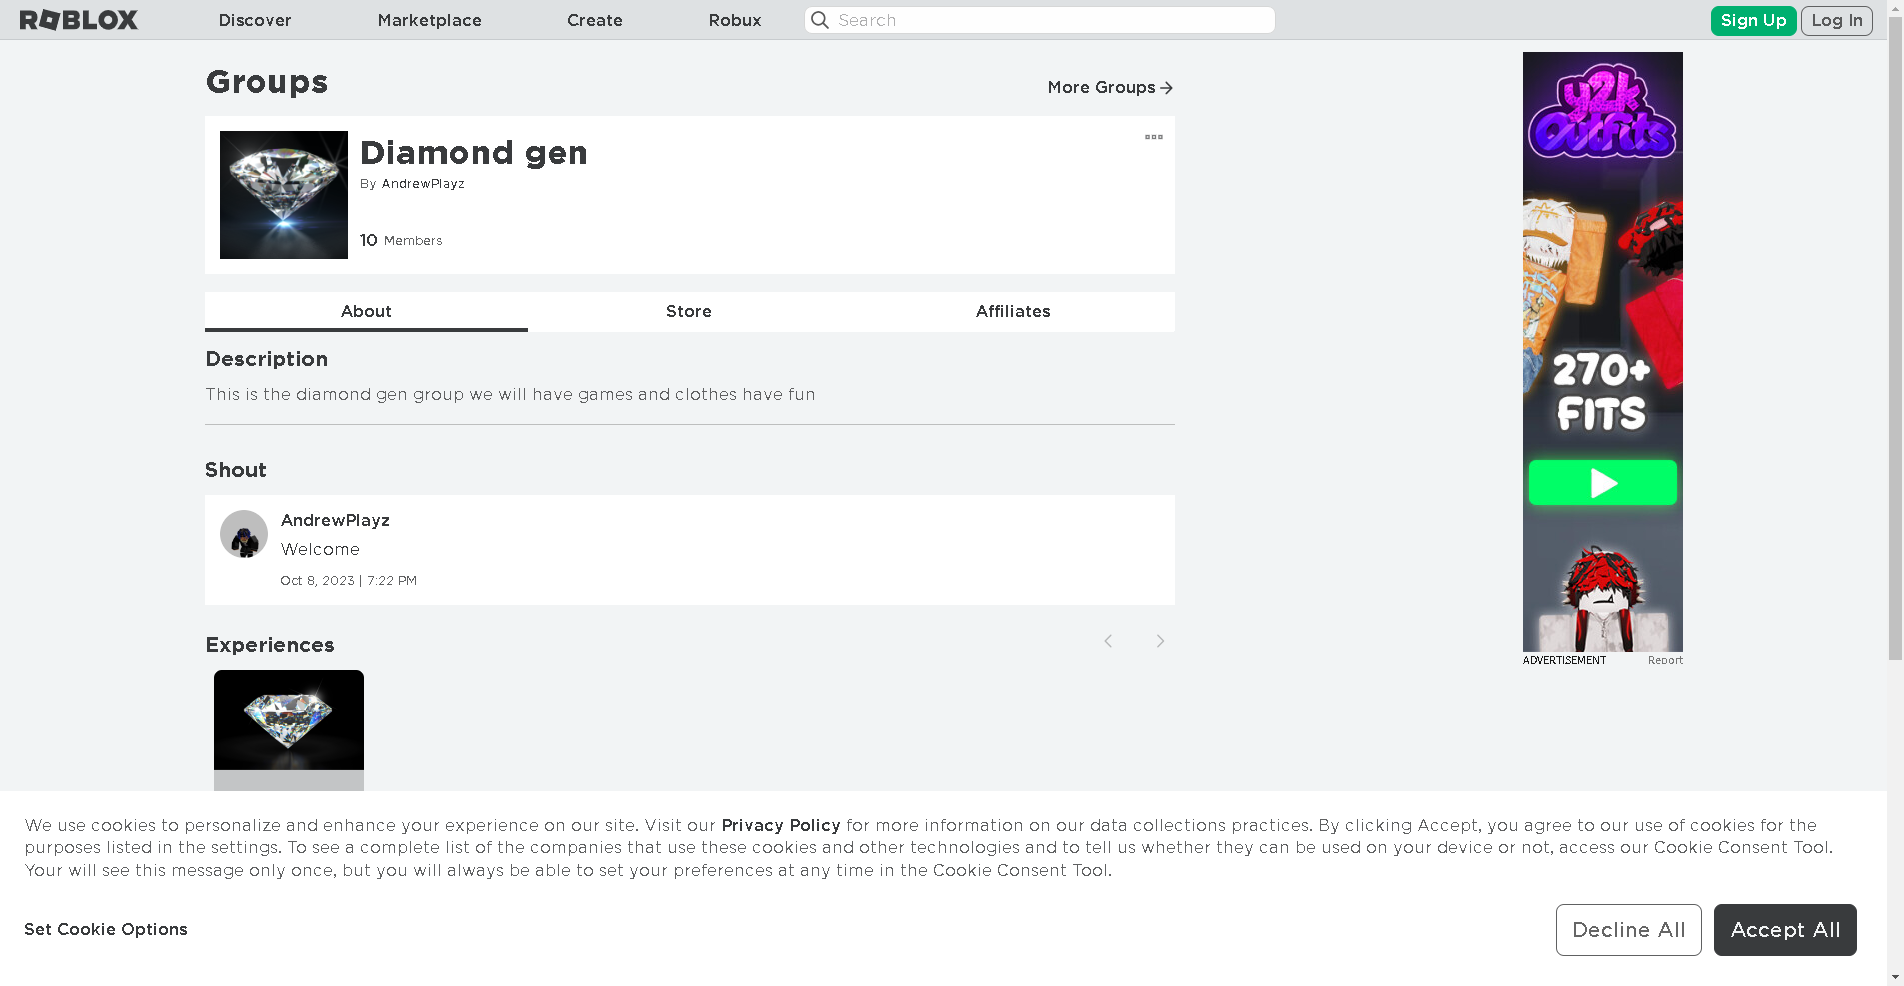 ROBLOX
Discover
Marketplace
Create
Robux
Search
Sign Up
Log In
Groups
More Groups
Diamond gen
By AndrewPlayz
10 Members
About
Store
Affiliates
Description
This is the diamond gen group we will have games and clothes have fun
Shout
AndrewPlayz
Welcome
Oct 8, 2023 | 7:22 PM
Experiences
y2k
Outfits
270+
FITS
ADVERTISEMENT
Report
We use cookies to personalize and enhance your experience on our site. Visit our Privacy Policy for more information on our data collections practices. By clicking Accept, you agree to our use of cookies for the
purposes listed in the settings. To see a complete list of the companies that use these cookies and other technologies and to tell us whether they can be used on your device or not, access our Cookie Consent Tool.
Your will see this message only once, but you will always be able to set your preferences at any time in the Cookie Consent Tool.
Set Cookie Options
Decline All
Accept All